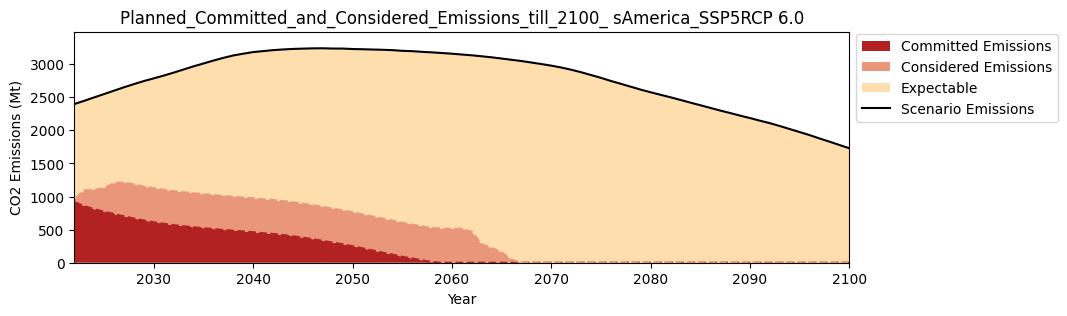 Planned_Committed_and_Considered_Emissions_till_2100_ sAmerica_SSP5RCP 6.0
CO2 Emissions (Mt)
3000
2500
2000
1500
1000
500
0
2030 2040 2050 2060 2070 2080 2090 2100
Year
Committed Emissions
Considered Emissions
Expectable
Scenario Emissions